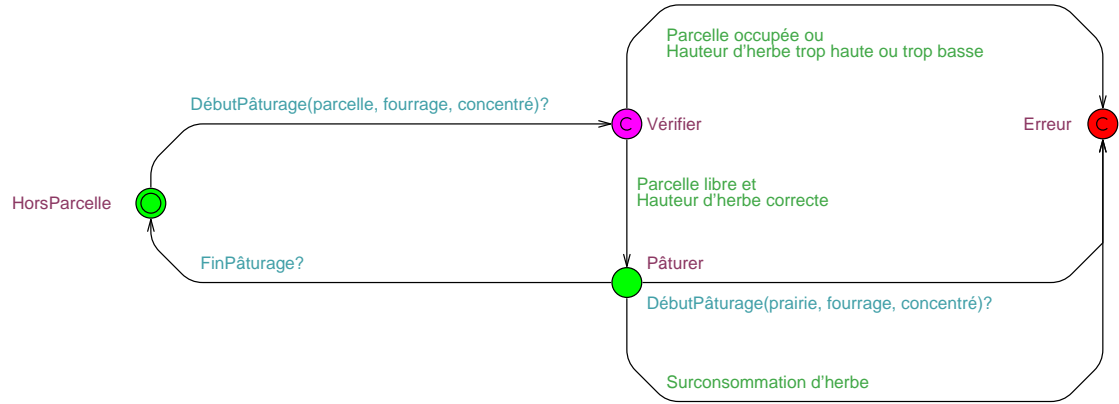 Parcelle occupée ou
Hauteur d'herbe trop haute ou trop basse
DébutPâturage(parcelle, fourrage, concentré)?
C
Vérifier
Erreur
C
Parcelle libre et
Hauteur d'herbe correcte
HorsParcelle
FinPâturage?
Pâturer
DébutPâturage(prairie, fourrage, concentré)?
Surconsommation d'herbe